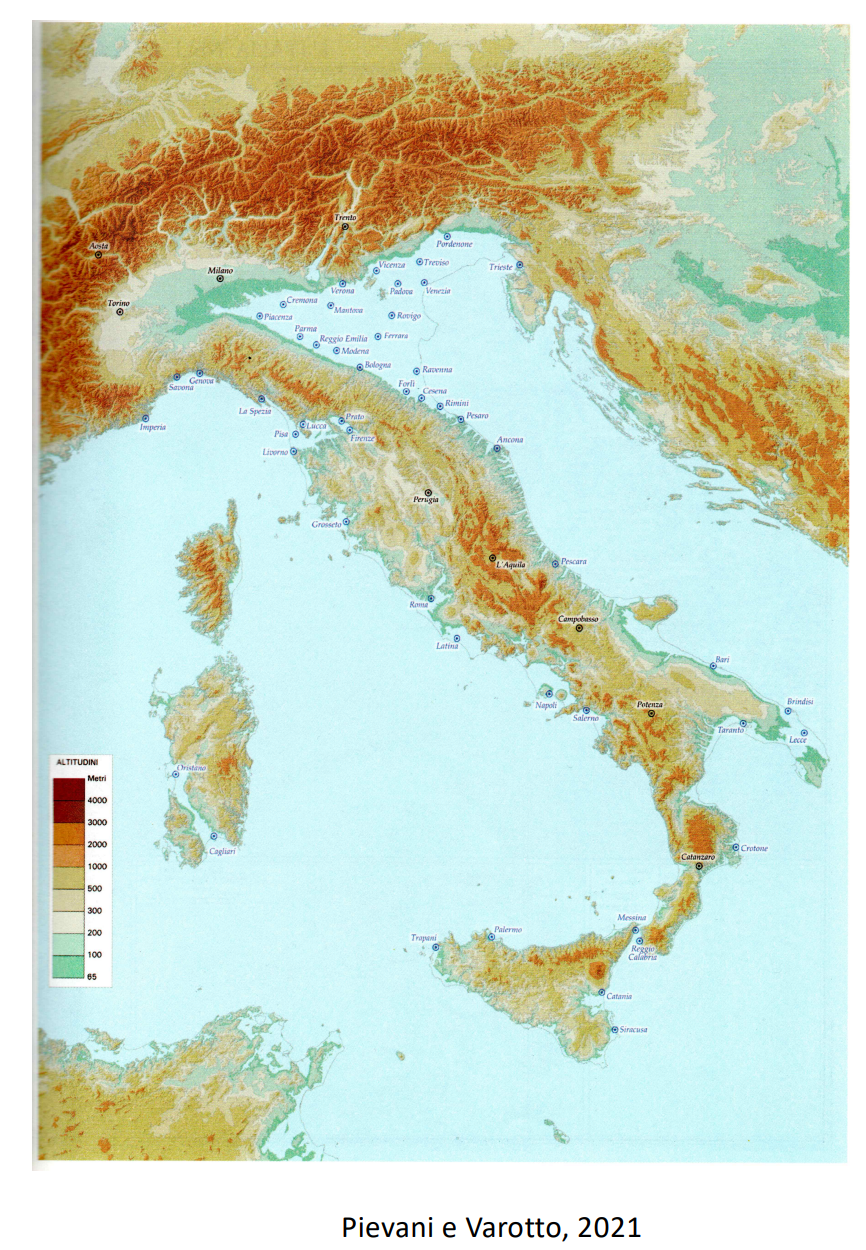 Aosta
Trento
Pordenone
Milano
Vicenza
Treviso
Trieste
Verona
Padova
Venezia
Torino
Cremona
Mantova
Piacenza
Rovigo
Parma
Reggio Emilia
Ferrara
Modena
Bologna
Ravenna
Savona
Genova
Forlì
Cesena
La Spezia
Rimini
Imperia
Lucca
Prato
Pesaro
Pisa
Firenze
Ancona
Livorno
Perugia
Grosseto
L'Aquila
Pescara
Roma
Campobasso
Latina
Bari
Napoli
Salerno
Potenza
Brindisi
Taranto
Lecce
ALTITUDINI
Metri
4000
3000
2000
1000
500
300
200
100
65
Oristano
Cagliari
Crotone
Catanzaro
Messina
Palermo
Trapani
Reggio
Calabria
Catania
Siracusa
Pievani e Varotto, 2021